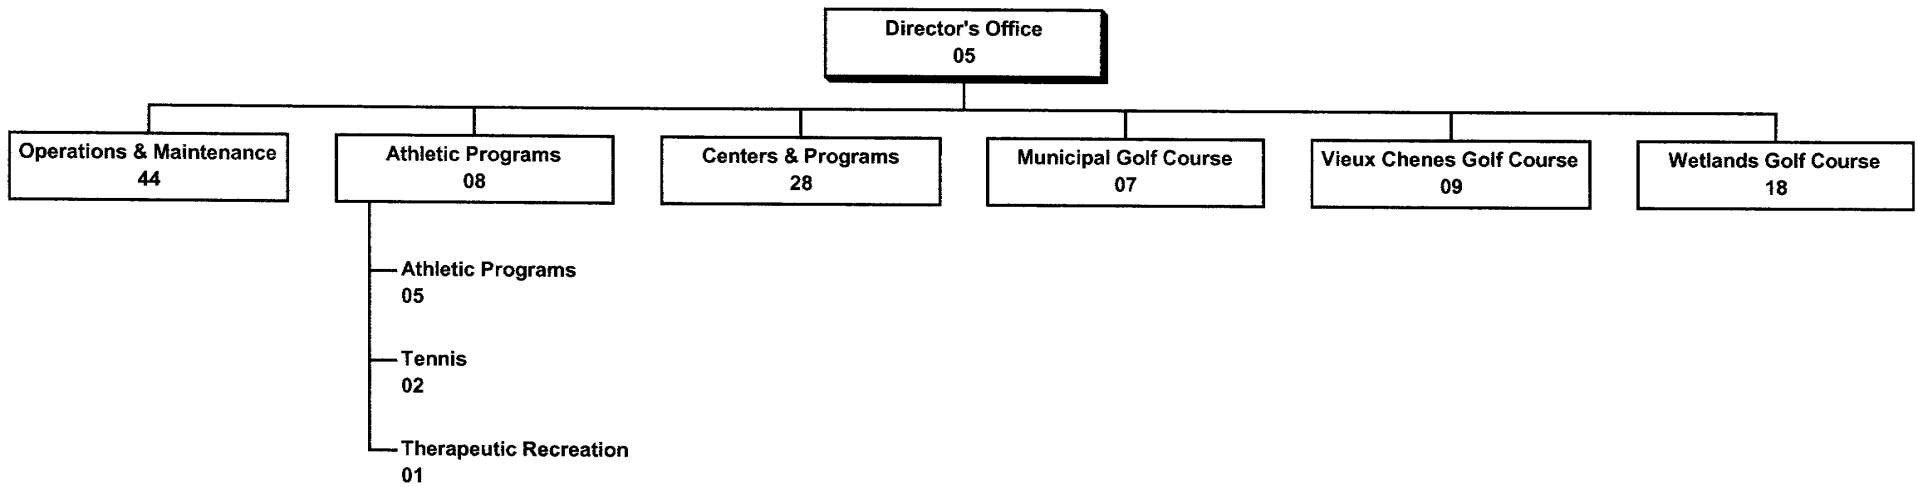 Director's Office
05
Operations & Maintenance
44
Athletic Programs
08
Centers & Programs
28
Municipal Golf Course
07
Vieux Chenes Golf Course
09
Wetlands Golf Course
18
Athletic Programs
05
Tennis
02
Therapeutic Recreation
01